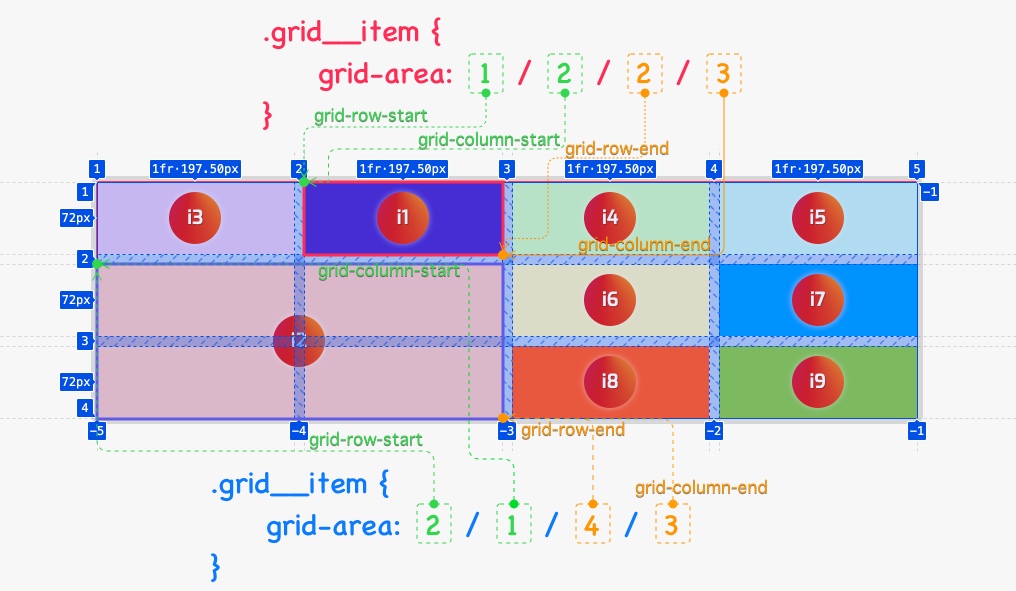 .grid__item {
grid-area: 1 / 2 / 2 / 3
}
grid-row-start
grid-column-start
grid-row-end
1 1fr·197.50px 2 1fr·197.50px 3 1fr·197.50px 4 1fr·197.50px 5
1 −1
72px i3 i1 i4 i5
grid-column-end
2
grid-column-start
72px i6 i7
3 i2
72px i8 i9
4
−5 −4 −3 −2 −1
grid-row-end
grid-row-start
.grid__item {
grid-column-end
grid-area: 2 / 1 / 4 / 3
}